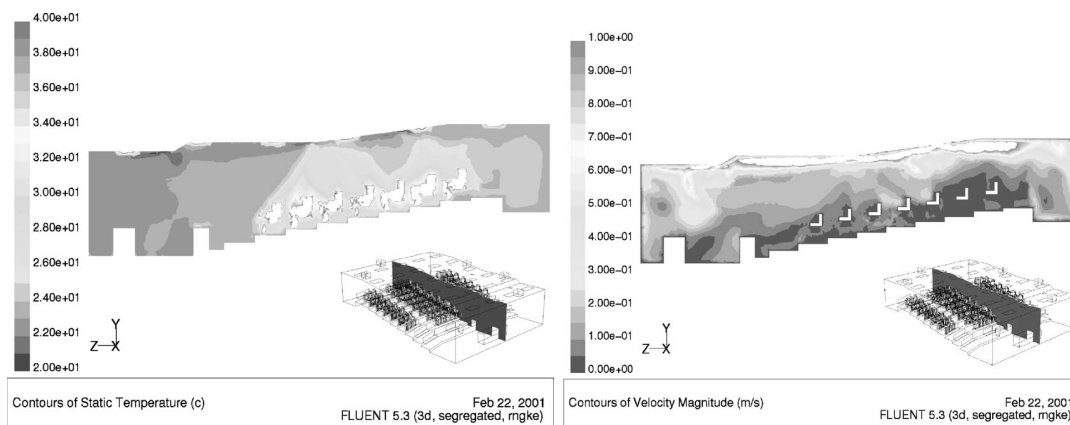 4.00e+01
3.80e+01
3.60e+01
3.40e+01
3.20e+01
3.00e+01
2.80e+01
2.60e+01
2.40e+01
2.20e+01
2.00e+01
Y
Z X
Contours of Static Temperature (c)
Feb 22, 2001
FLUENT 5.3 (3d, segregated, rngke)
1.00e+00
9.00e-01
8.00e-01
7.00e-01
6.00e-01
5.00e-01
4.00e-01
3.00e-01
2.00e-01
1.00e-01
0.00e+00
Y
Z X
Contours of Velocity Magnitude (m/s)
Feb 22, 2001
FLUENT 5.3 (3d, segregated, rngke)